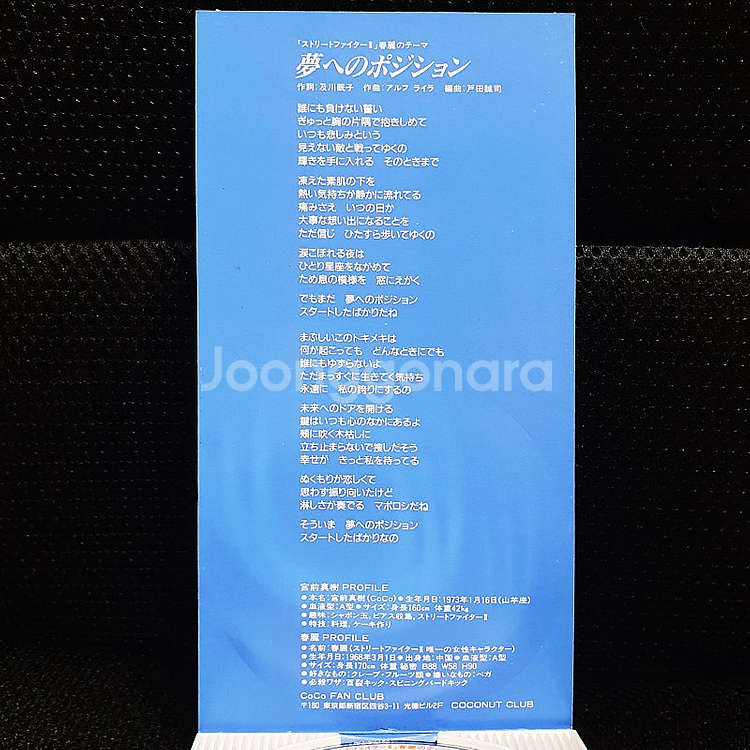 「ストリートファイターⅡ」春麗のテーマ
夢へのポジション
作詞:及川眠子 作曲:アルフ ライラ 編曲:戸田誠司
誰にも負けない誓い
ぎゅっと胸の片隅で抱きしめて
いつも悲しみという
見えない敵と戦ってゆくの
輝きを手に入れる そのときまで
凍えた素肌の下を
熱い気持ちが静かに流れてる
痛みさえ いつの日か
大事な想い出になることを
ただ信じ ひたすら歩いてゆくの
涙こぼれる夜は
ひとり星座をながめて
ため息の模様を 窓にえがく
でもまだ 夢へのポジション
スタートしたばかりだね
まぶしいこのトキメキは
何が起こっても どんなときにでも
誰にもゆずらないよ
ただまっすぐに生きてく気持ち
永遠に 私の誇りにするの
未来へのドアを開ける
鍵はいつも心のなかにあるよ
頬に吹く木枯しに
立ち止まらないで捜しだそう
幸せが きっと私を待ってる
ぬくもりが恋しくて
思わず振り向いたけど
淋しさが奏でる マボロシだね
そういま 夢へのポジション
スタートしたばかりなの
宮前真樹 PROFILE
●本名:宮前真樹(CoCo) ●生年月日:1973年1月16日(山羊座)
●血液型:A型 ●サイズ:身長160cm 体重42kg
●趣味:シャボン玉, ピアス収集, ストリートファイターⅡ
●特技:料理, ケーキ作り
春麗 PROFILE
●名前:春麗(ストリートファイターⅡ 唯一の女性キャラクター)
●生年月日:1968年3月1日 ●出身地:中国 ●血液型:A型
●サイズ:身長170cm 体重 秘密 B88 W58 H90
●好きなもの:クレープ・フルーツ類 ●嫌いなもの:ベガ
●必殺ワザ:百裂キック・スピニングバードキック
CoCo FAN CLUB
〒160 東京都新宿区四谷3-11 光徳ビル2F COCONUT CLUB
Joonggonara